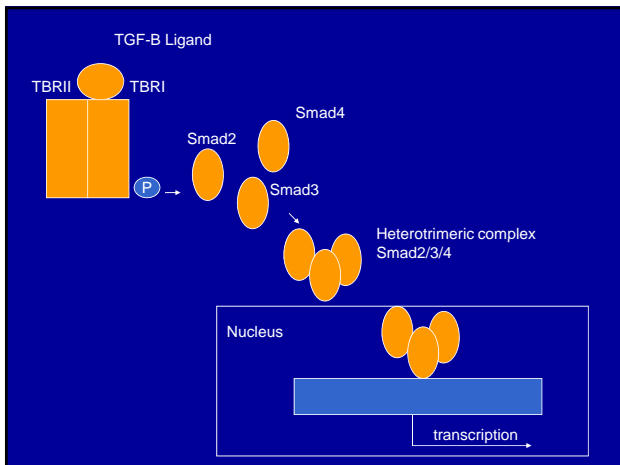 TGF-B Ligand
TBRII
TBRI
Smad4
Smad2
P
Smad3
Heterotrimeric complex
Smad2/3/4
Nucleus
transcription